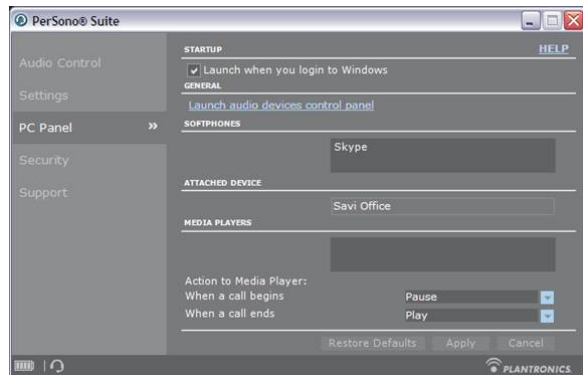 PerSono® Suite
Audio Control
Settings
PC Panel »
Security
Support
STARTUP
HELP
Launch when you login to Windows
GENERAL
Launch audio devices control panel
SOFTPHONES
Skype
ATTACHED DEVICE
Savi Office
MEDIA PLAYERS
Action to Media Player:
When a call begins Pause
When a call ends Play
Restore Defaults Apply Cancel
PLANTRONICS.